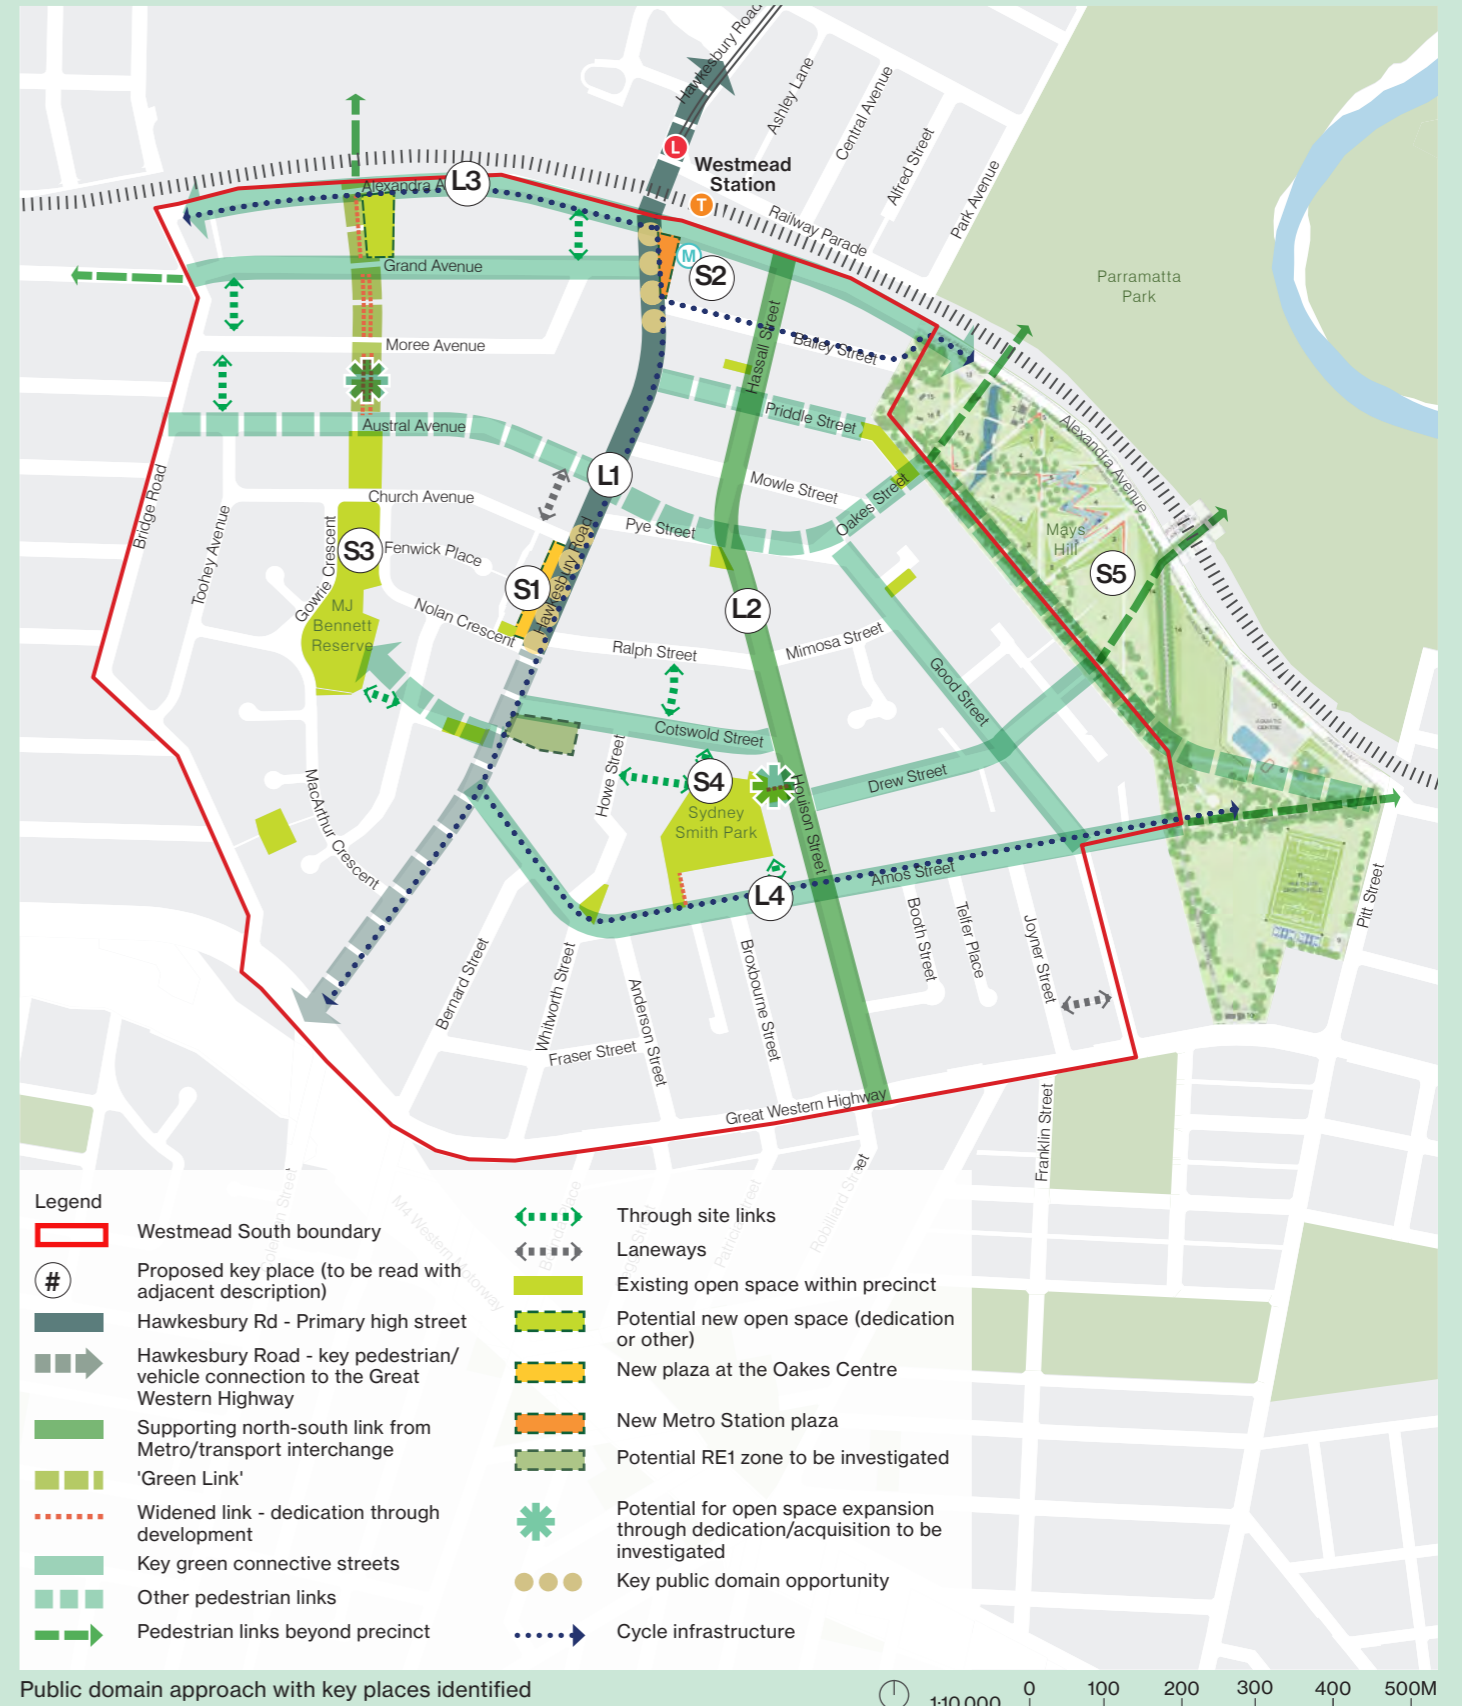 Hawkesbury Road
Ashley Lane
Central Avenue
Alfred Street
Park Avenue
L
Westmead
Station
T
Railway Parade
Parramatta
Park
Alexandra A
L3
M
S2
Grand Avenue
Hassall Street
Bailey Street
Moree Avenue
Priddle Street
Austral Avenue
Alexandra Avenue
L1
Mowle Street
Oakes Street
Bridge Road
Church Avenue
Pye Street
Toohey Avenue
Gowrie Crescent
S3
Fenwick Place
Hawkesbury Road
Mays
Hill
S5
S1
MJ
Bennett
Reserve
Nolan Crescent
L2
Ralph Street
Mimosa Street
Good Street
Cotswold Street
Howe Street
S4
Sydney
Smith Park
Houison Street
Drew Street
MacArthur Crescent
Amos Street
L4
Pitt Street
Bernard Street
Whitworth Street
Anderson Street
Broxbourne Street
Booth Street
Telfer Place
Joyner Street
Fraser Street
Great Western Highway
Franklin Street
Robilliard Street
M4 Western Motorway
Legend
Westmead South boundary
#
Proposed key place (to be read with
adjacent description)
Hawkesbury Rd - Primary high street
Hawkesbury Road - key pedestrian/
vehicle connection to the Great
Western Highway
Supporting north-south link from
Metro/transport interchange
'Green Link'
Widened link - dedication through
development
Key green connective streets
Other pedestrian links
Pedestrian links beyond precinct
Through site links
Laneways
Existing open space within precinct
Potential new open space (dedication
or other)
New plaza at the Oakes Centre
New Metro Station plaza
Potential RE1 zone to be investigated
Potential for open space expansion
through dedication/acquisition to be
investigated
Key public domain opportunity
Cycle infrastructure
Public domain approach with key places identified
1:10,000
0 100 200 300 400 500M